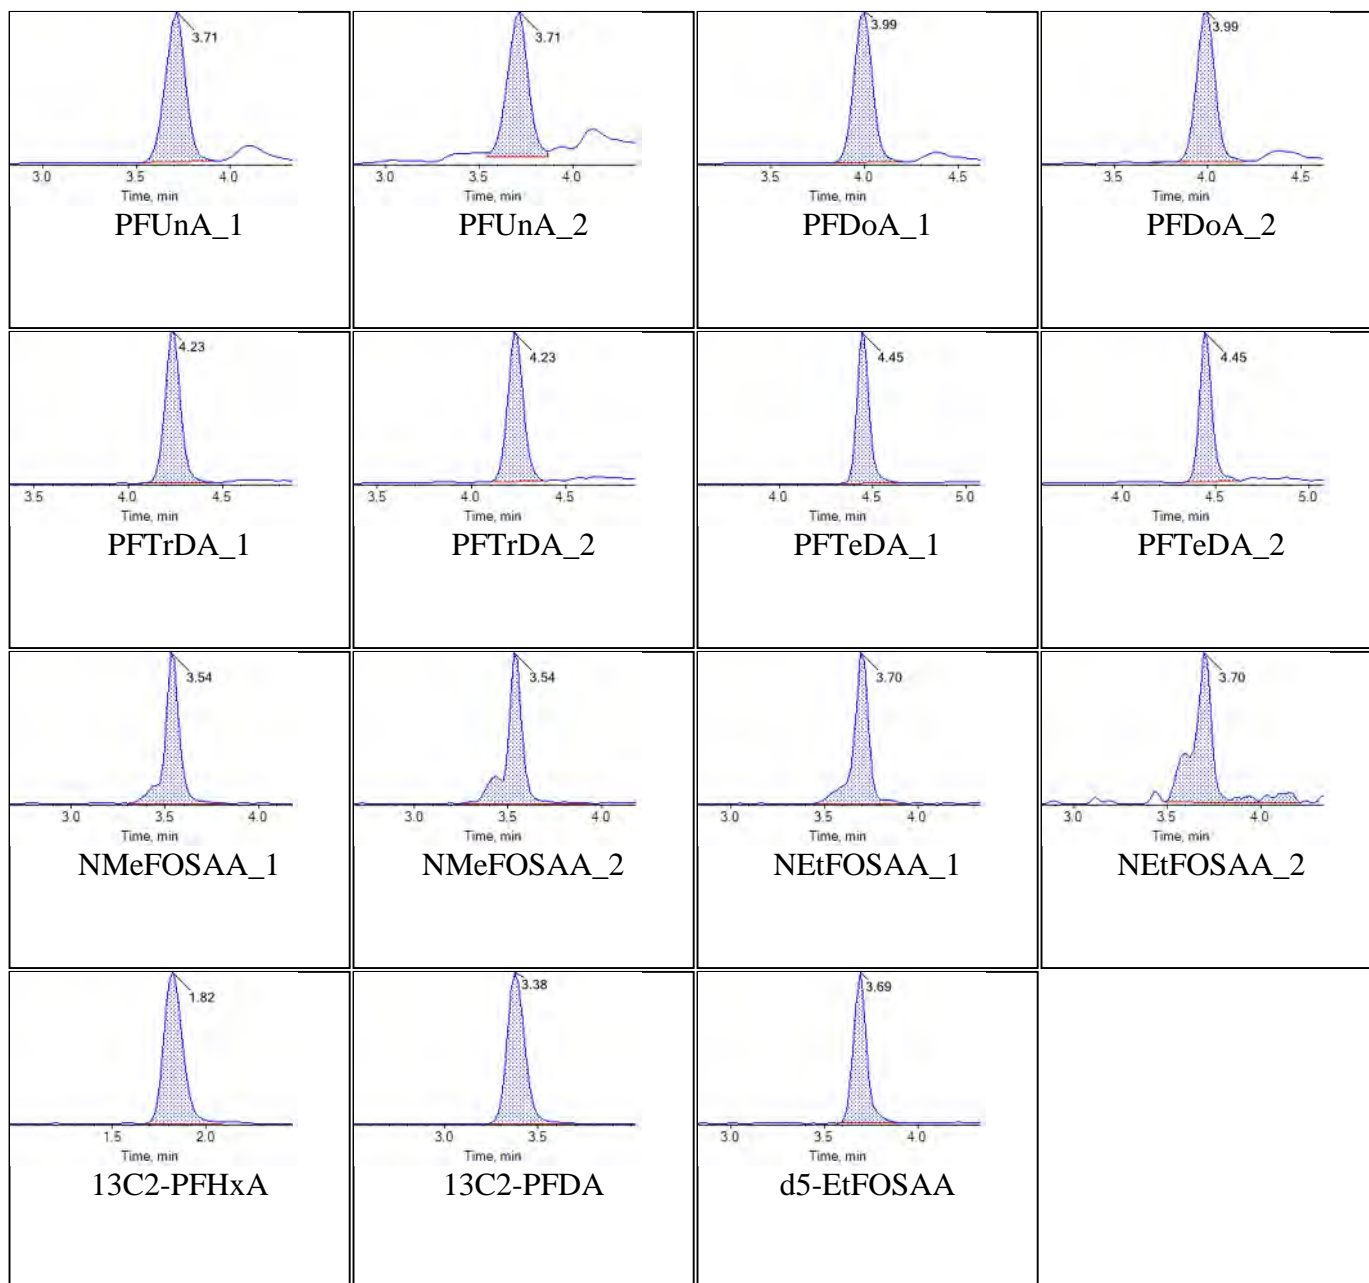 3.71
3.0 3.5 4.0
Time, min
PFUnA_1
3.71
3.0 3.5 4.0
Time, min
PFUnA_2
3.99
3.5 4.0 4.5
Time, min
PFDoA_1
3.99
3.5 4.0 4.5
Time, min
PFDoA_2
4.23
3.5 4.0 4.5
Time, min
PFTrDA_1
4.23
3.5 4.0 4.5
Time, min
PFTrDA_2
4.45
4.0 4.5 5.0
Time, min
PFTeDA_1
4.45
4.0 4.5 5.0
Time, min
PFTeDA_2
3.54
3.0 3.5 4.0
Time, min
NMeFOSAA_1
3.54
3.0 3.5 4.0
Time, min
NMeFOSAA_2
3.70
3.0 3.5 4.0
Time, min
NEtFOSAA_1
3.70
3.0 3.5 4.0
Time, min
NEtFOSAA_2
1.82
1.5 2.0
Time, min
13C2-PFHxA
3.38
3.0 3.5
Time, min
13C2-PFDA
3.69
3.0 3.5 4.0
Time, min
d5-EtFOSAA